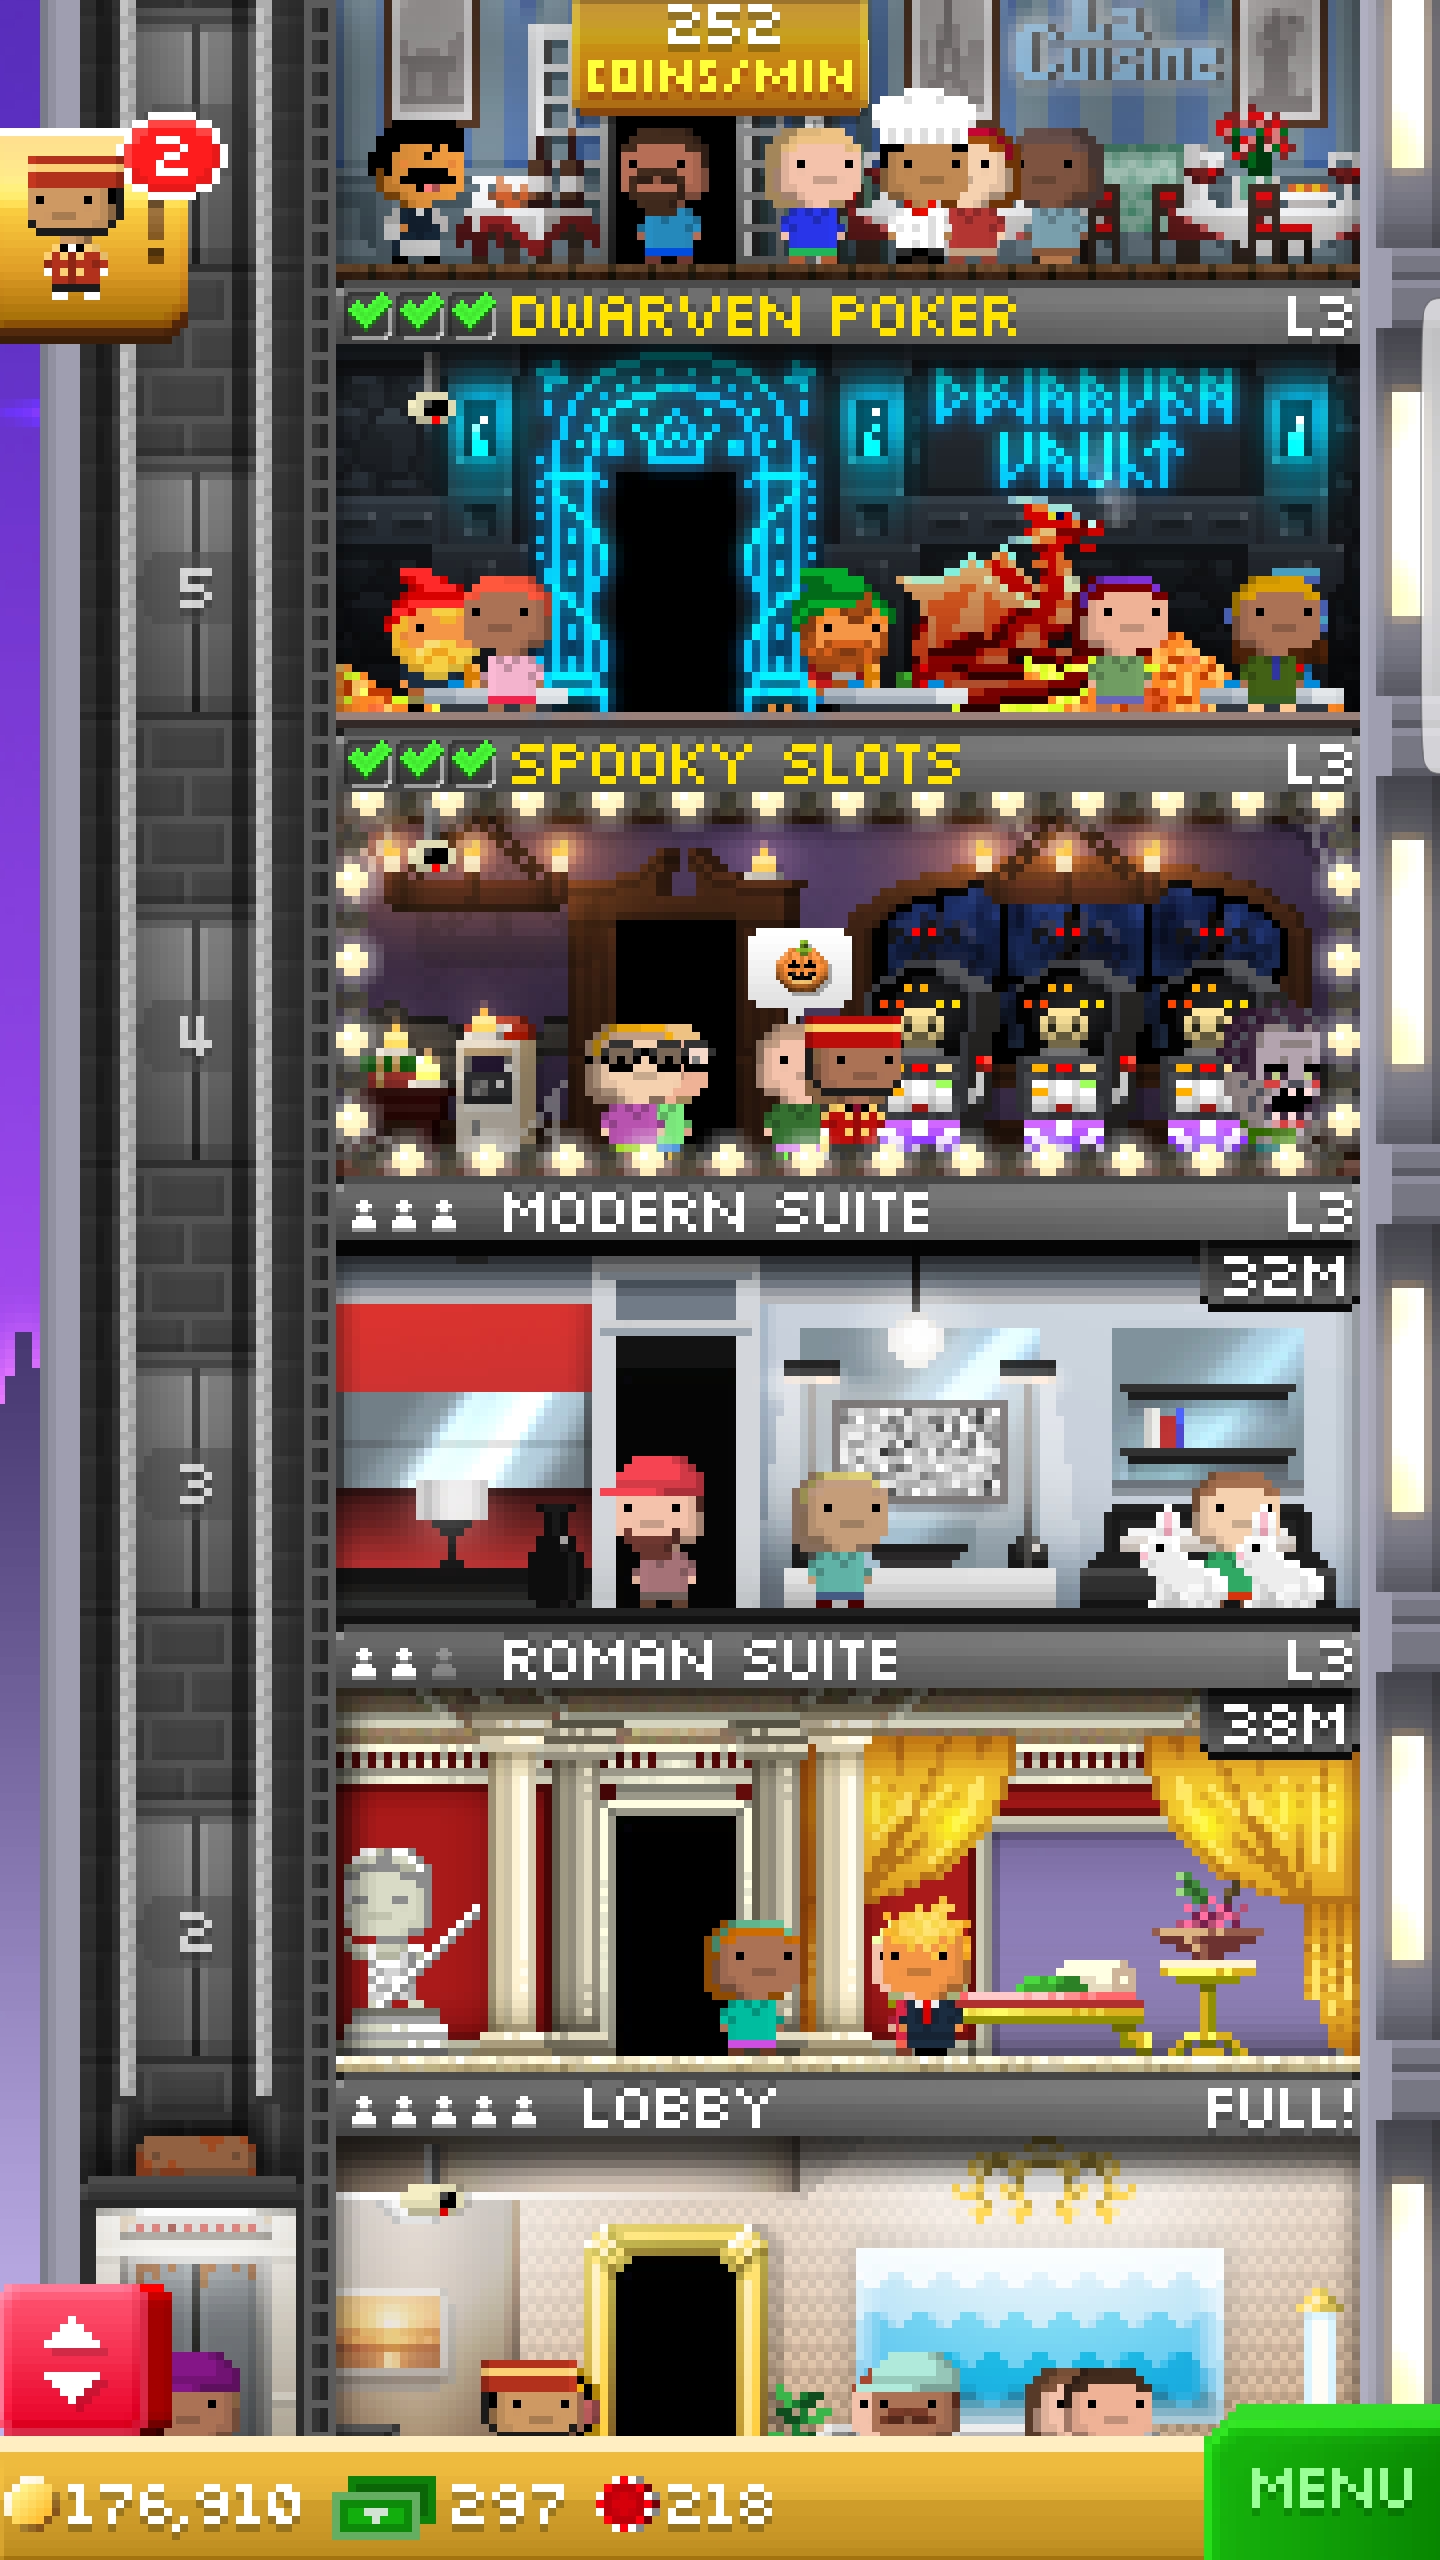 252
COINS/MIN
La
Cuisine
2
DWARVEN POKER L3
DWARVEN
VAULT
5
SPOOKY SLOTS L3
4
MODERN SUITE L3
32M
3
ROMAN SUITE L3
38M
2
LOBBY FULL!
176,910 297 218
MENU